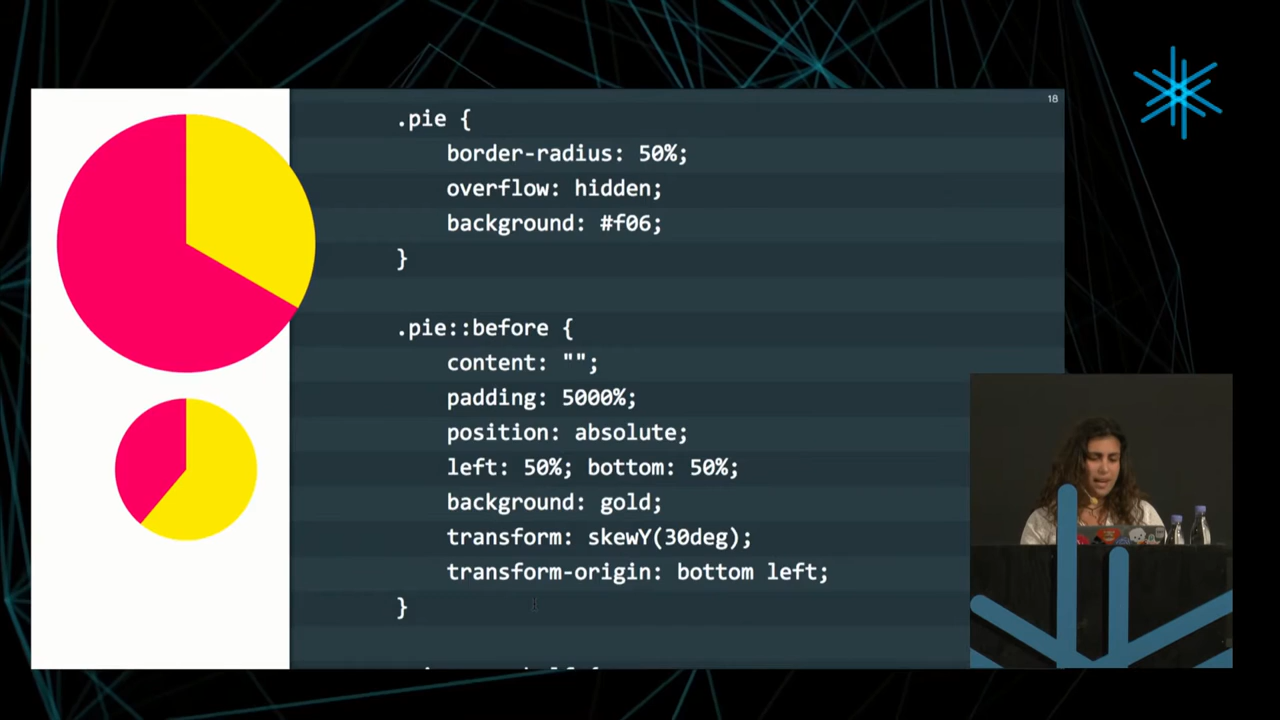 18
.pie {
border-radius: 50%;
overflow: hidden;
background: #f06;
}
.pie::before {
content: "";
padding: 5000%;
position: absolute;
left: 50%; bottom: 50%;
background: gold;
transform: skewY(30deg);
transform-origin: bottom left;
}